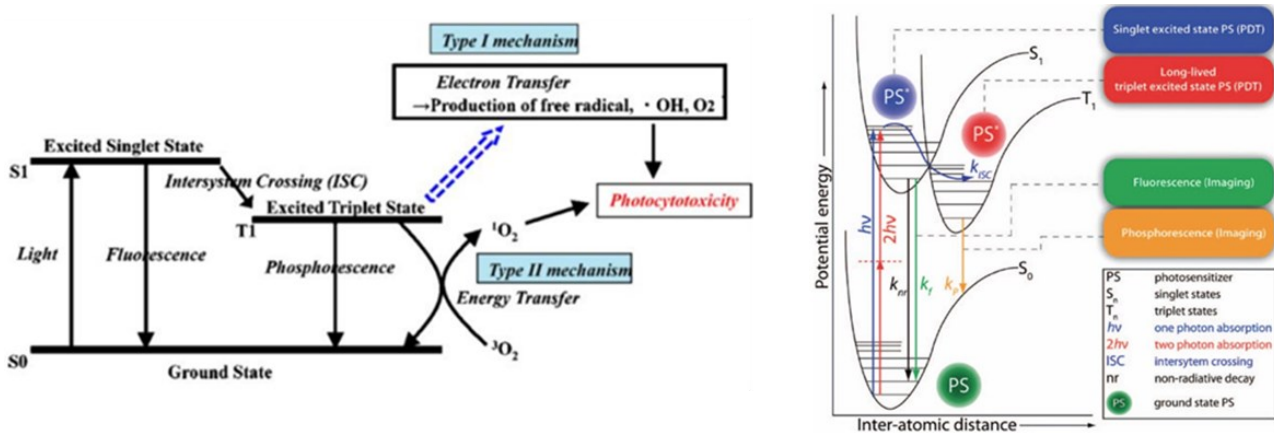 Type I mechanism
Electron Transfer
→Production of free radical, ・OH, O2
Excited Singlet State
S1
Intersystem Crossing (ISC)
Excited Triplet State
T1
Photocytotoxicity
¹O₂
Light
Fluorescence
Phosphorescence
Type II mechanism
Energy Transfer
³O₂
S0
Ground State
Potential energy
Inter-atomic distance
PS*
PS*
S₁
T₁
S₀
kISC
hν
2hν
knr
kf
kp
PS
Singlet excited state PS (PDT)
Long-lived
triplet excited state PS (PDT)
Fluorescence (Imaging)
Phosphorescence (Imaging)
PS photosensitizer
Sn singlet states
Tn triplet states
hν one photon absorption
2hν two photon absorption
ISC intersytem crossing
nr non-radiative decay
PS ground state PS